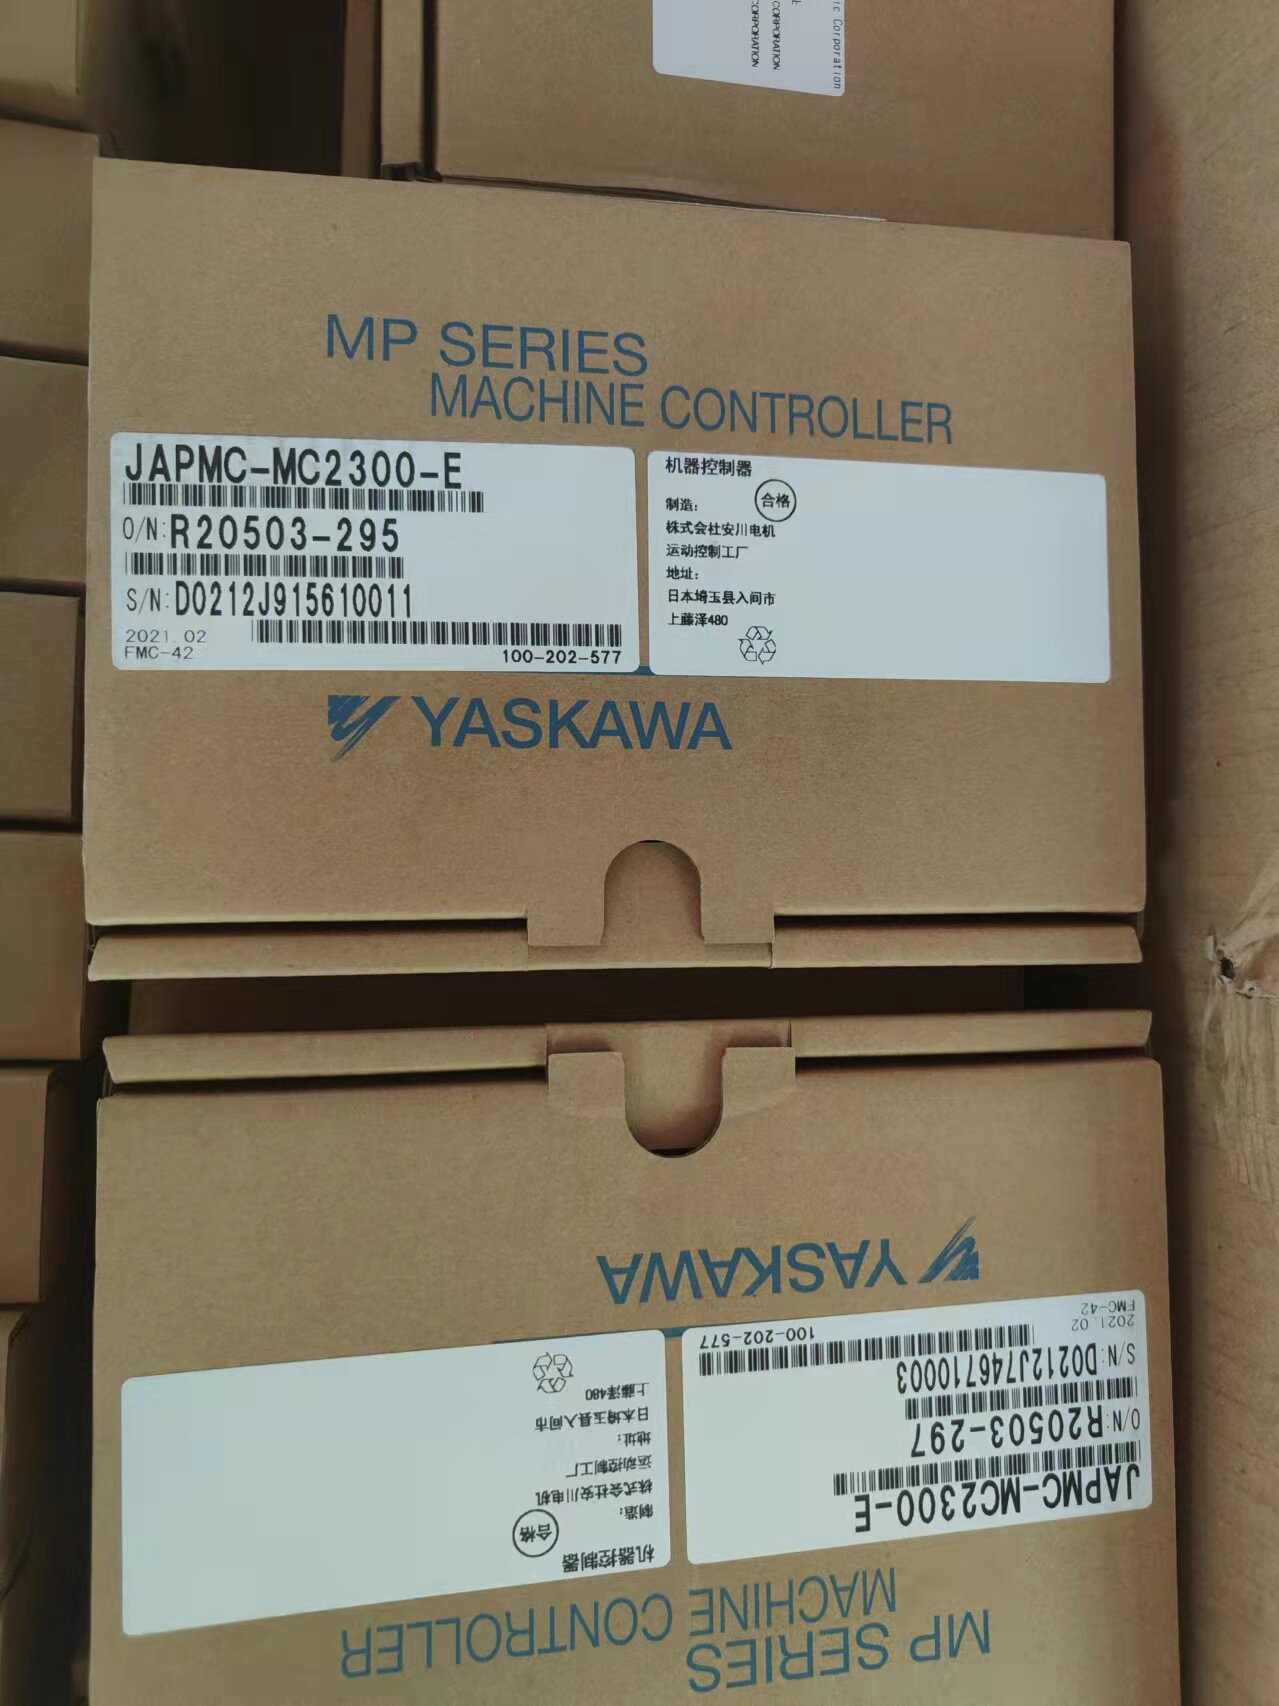 ic Corporation
CORPORATION
CORPORATION
MP SERIES
MACHINE CONTROLLER
JAPMC-MC2300-E
O/N:R20503-295
S/N:D0212J915610011
2021.02
FMC-42
100-202-577
机器控制器
合格
制造：
株式会社安川电机
运动控制工厂
地址：
日本埼玉县入间市
上藤泽480
YASKAWA
MP SERIES
MACHINE CONTROLLER
JAPMC-MC2300-E
O/N:R20503-297
S/N:D0212J746710003
2021.02
FMC-42
100-202-577
机器控制器
合格
制造：
株式会社安川电机
运动控制工厂
地址：
日本埼玉县入间市
上藤泽480
YASKAWA